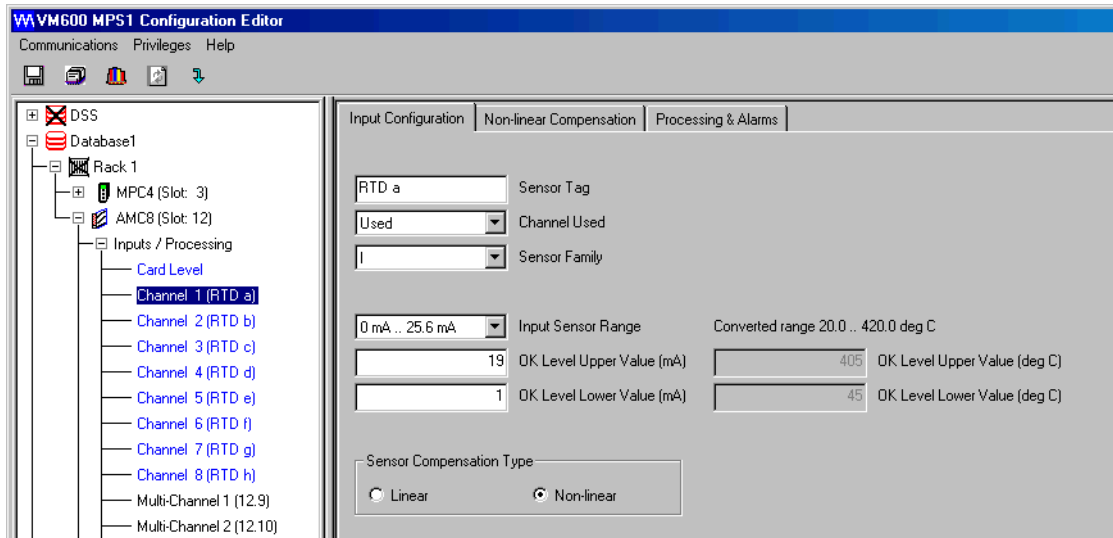 VM600 MPS1 Configuration Editor
Communications Privileges Help
DSS
Database1
Rack 1
MPC4 (Slot: 3)
AMC8 (Slot: 12)
Inputs / Processing
Card Level
Channel 1 (RTD a)
Channel 2 (RTD b)
Channel 3 (RTD c)
Channel 4 (RTD d)
Channel 5 (RTD e)
Channel 6 (RTD f)
Channel 7 (RTD g)
Channel 8 (RTD h)
Multi-Channel 1 (12.9)
Multi-Channel 2 (12.10)
Input Configuration Non-linear Compensation Processing & Alarms
RTD a Sensor Tag
Used Channel Used
I Sensor Family
0 mA .. 25.6 mA Input Sensor Range Converted range 20.0 .. 420.0 deg C
19 OK Level Upper Value (mA) 405 OK Level Upper Value (deg C)
1 OK Level Lower Value (mA) 45 OK Level Lower Value (deg C)
Sensor Compensation Type
Linear Non-linear